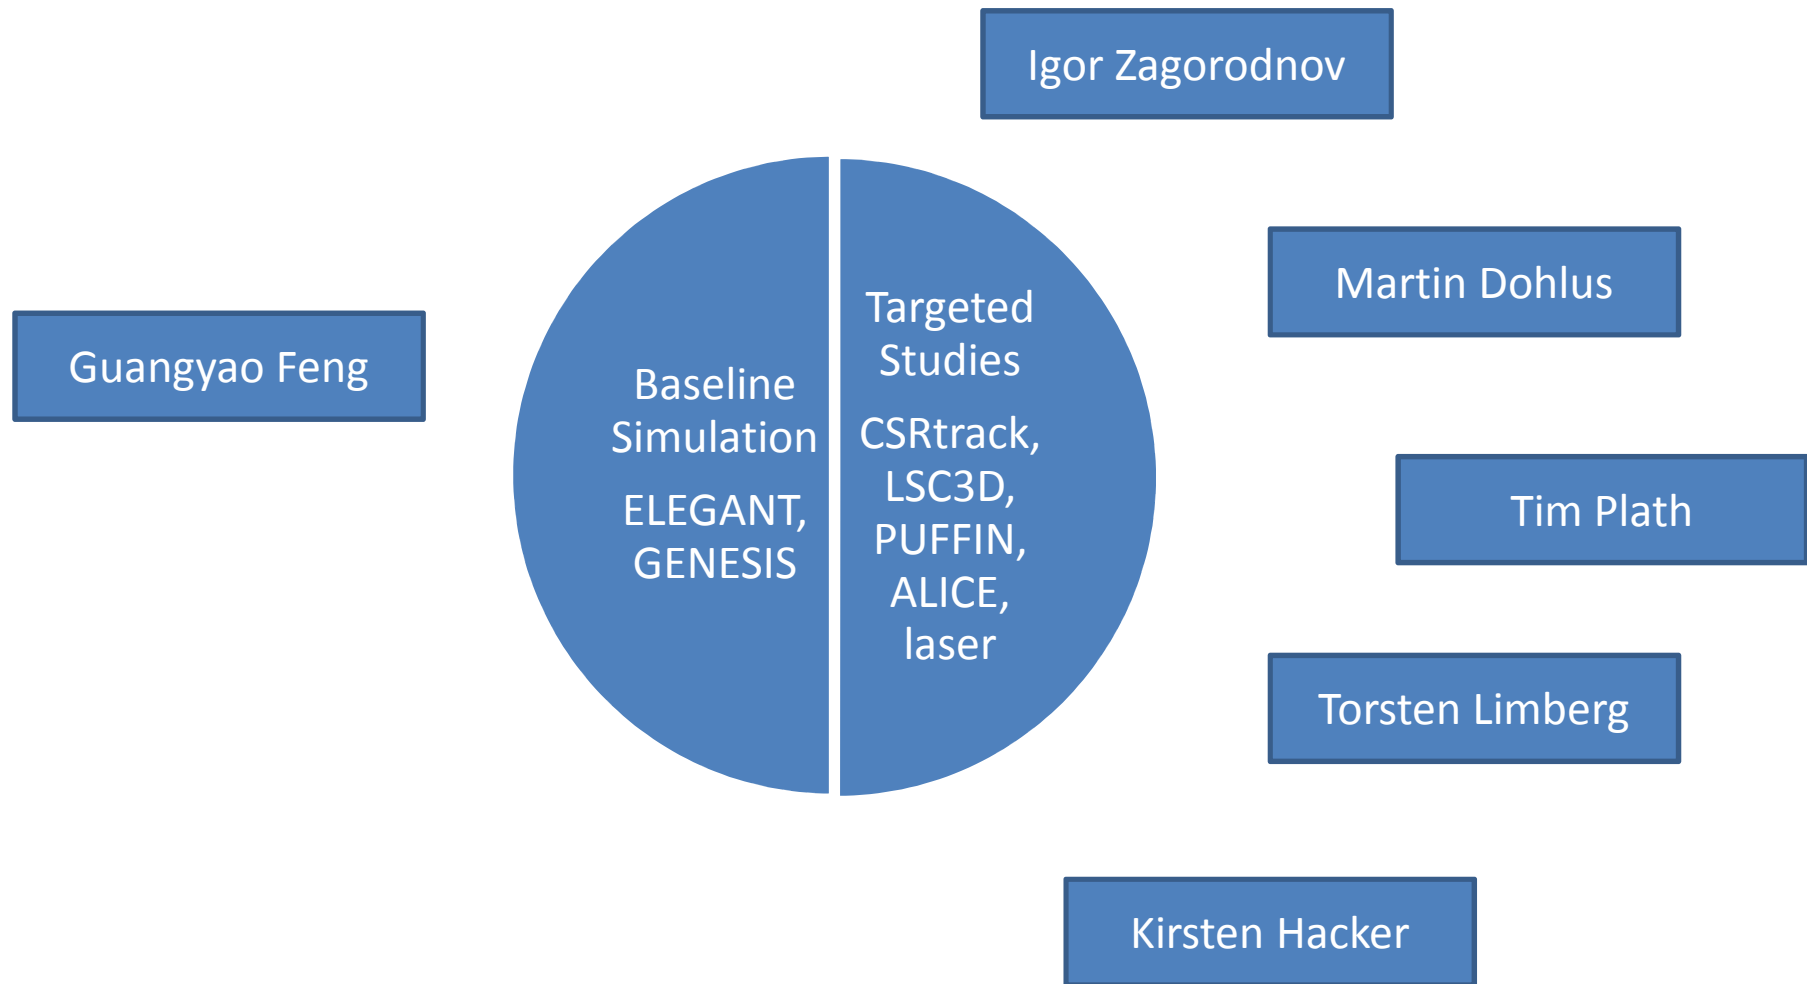 Igor Zagorodnov
Guangyao Feng
Baseline
Simulation
ELEGANT,
GENESIS
Targeted
Studies
CSRtrack,
LSC3D,
PUFFIN,
ALICE,
laser
Martin Dohlus
Tim Plath
Torsten Limberg
Kirsten Hacker